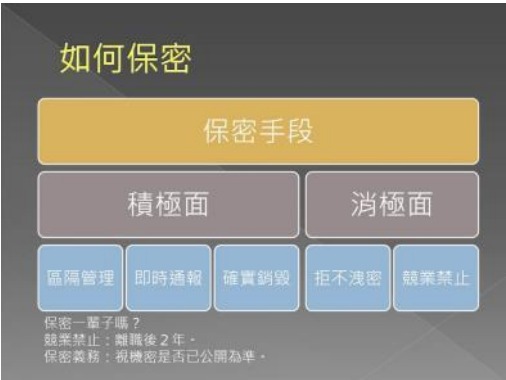 如何保密
保密手段
積極面
消極面
區隔管理
即時通報
確實銷毀
拒不洩密
競業禁止
保密一輩子嗎？
競業禁止：離職後２年。
保密義務：視機密是否已公開為準。